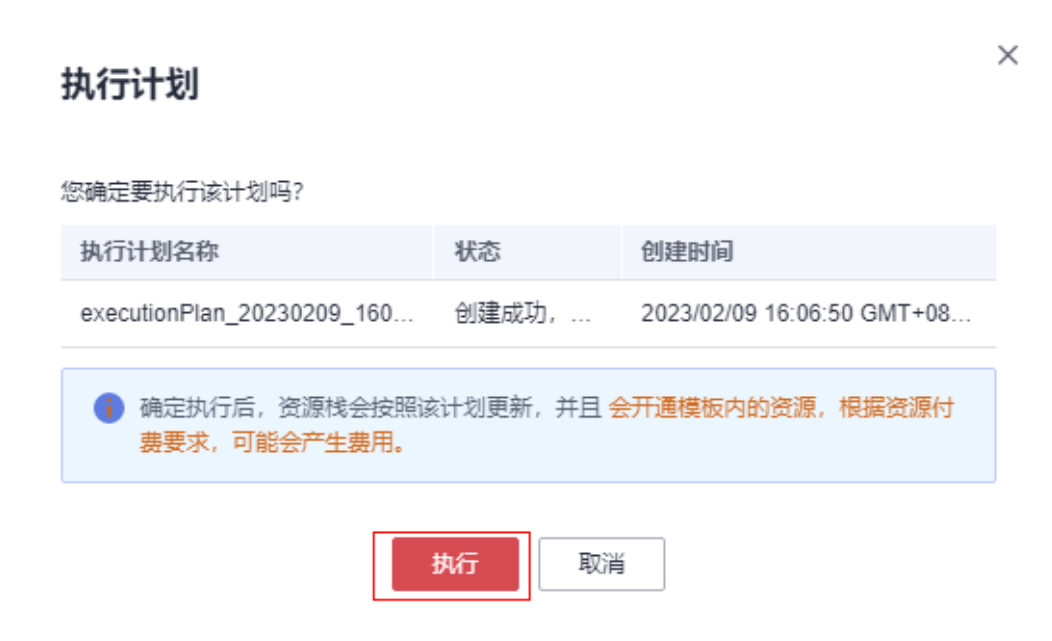 执行计划
您确定要执行该计划吗?
执行计划名称 状态 创建时间
executionPlan_20230209_160... 创建成功, ... 2023/02/09 16:06:50 GMT+08...
确定执行后，资源栈会按照该计划更新，并且 会开通模板内的资源，根据资源付
费要求，可能会产生费用。
执行 取消